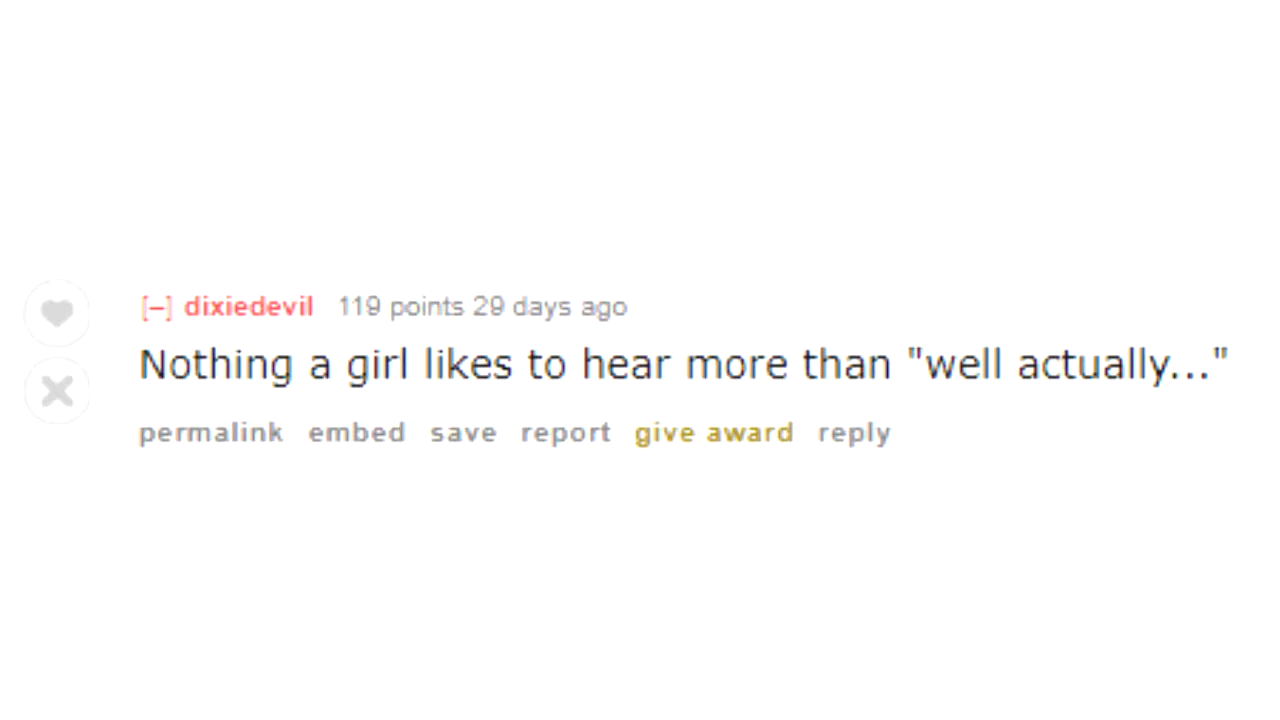 [–] dixiedevil 119 points 29 days ago
Nothing a girl likes to hear more than "well actually..."
permalink embed save report give award reply